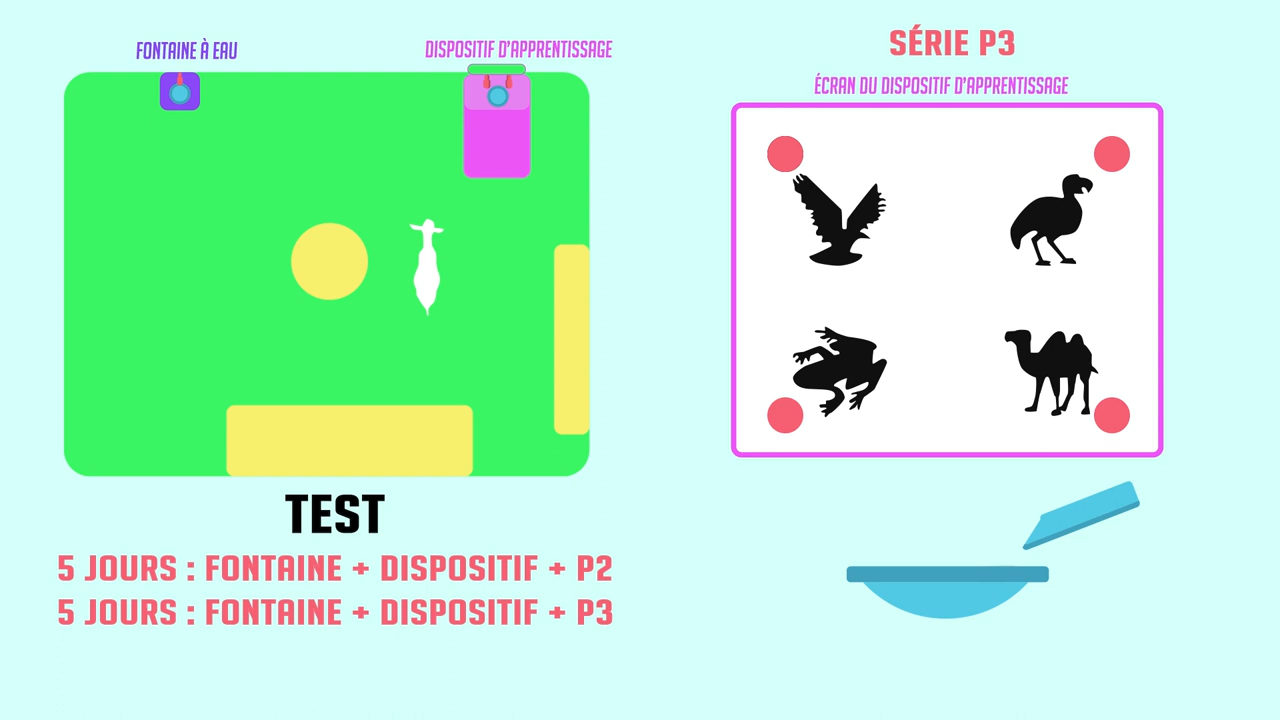 FONTAINE À EAU
DISPOSITIF D'APPRENTISSAGE
TEST
5 JOURS : FONTAINE + DISPOSITIF + P2
5 JOURS : FONTAINE + DISPOSITIF + P3
SÉRIE P3
ÉCRAN DU DISPOSITIF D'APPRENTISSAGE